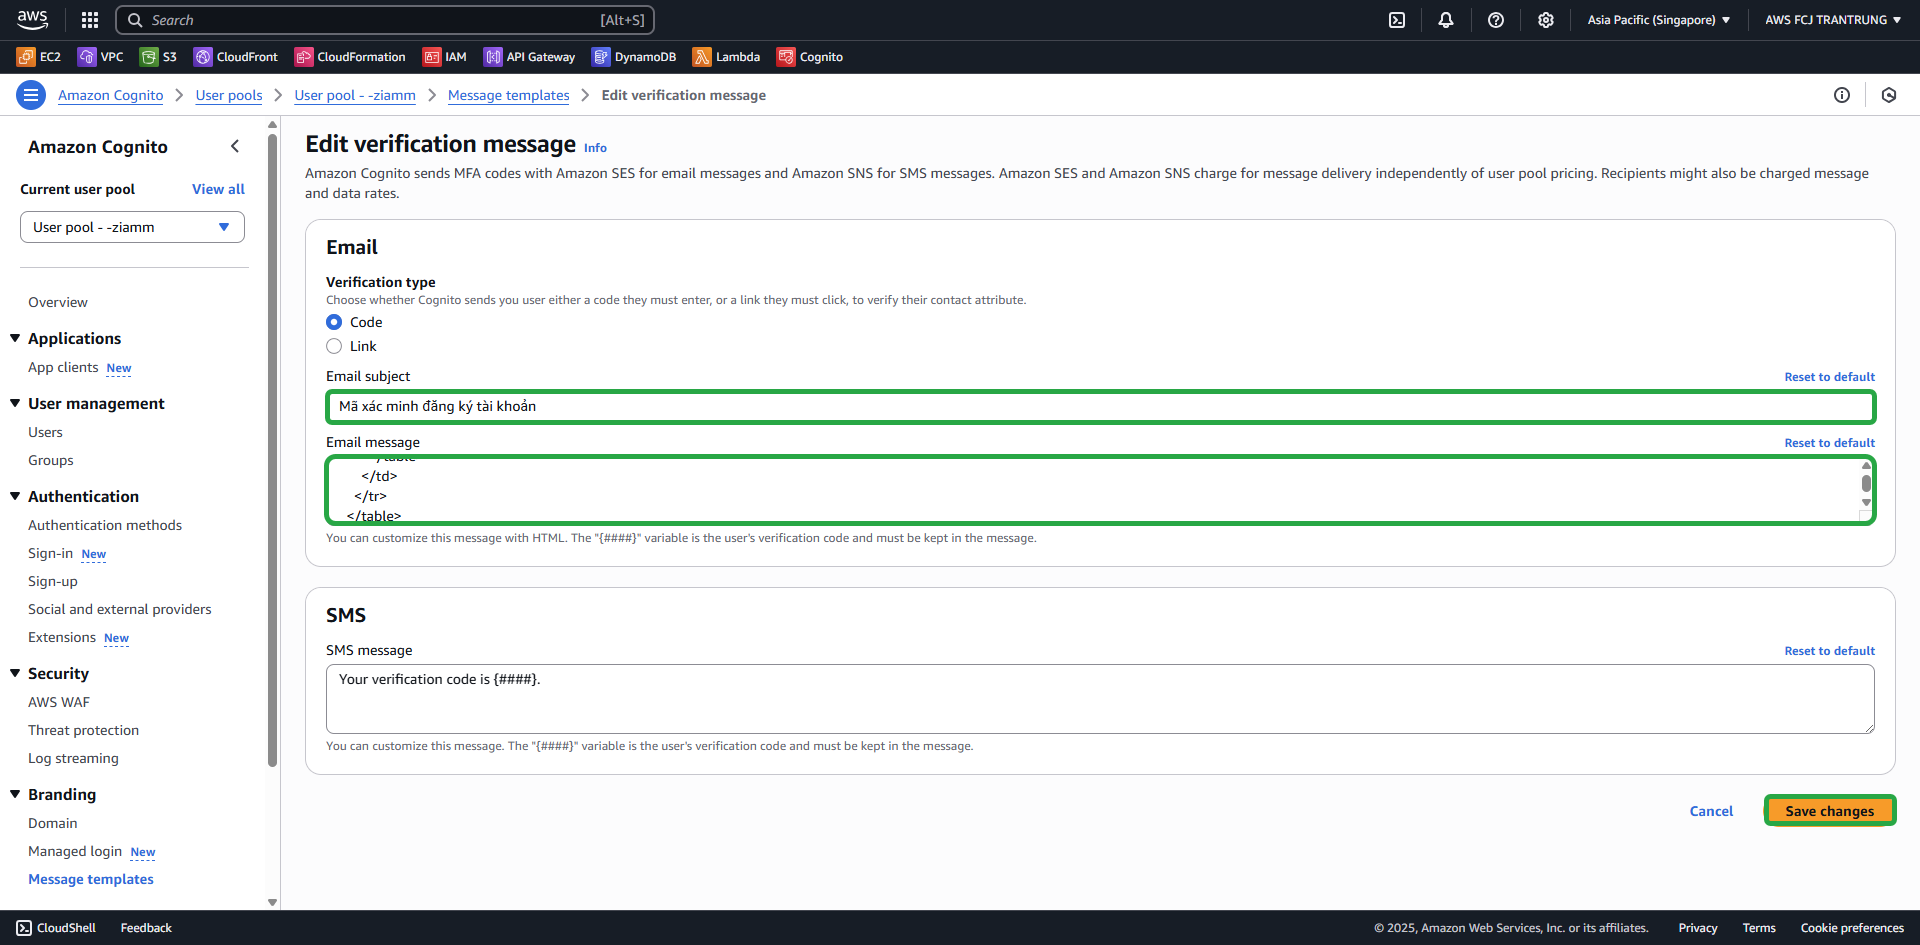 aws
Search [Alt+S]
Asia Pacific (Singapore)
AWS FCJ TRANTRUNG
EC2 VPC S3 CloudFront CloudFormation IAM API Gateway DynamoDB Lambda Cognito
Amazon Cognito
User pools
User pool - -ziamm
Message templates
Edit verification message
Amazon Cognito
Current user pool
View all
User pool - -ziamm
Overview
Applications
App clients New
User management
Users
Groups
Authentication
Authentication methods
Sign-in New
Sign-up
Social and external providers
Extensions New
Security
AWS WAF
Threat protection
Log streaming
Branding
Domain
Managed login New
Message templates
Edit verification message Info
Amazon Cognito sends MFA codes with Amazon SES for email messages and Amazon SNS for SMS messages. Amazon SES and Amazon SNS charge for message delivery independently of user pool pricing. Recipients might also be charged message
and data rates.
Email
Verification type
Choose whether Cognito sends you user either a code they must enter, or a link they must click, to verify their contact attribute.
Code
Link
Email subject
Reset to default
Mã xác minh đăng ký tài khoản
Email message
Reset to default
</td>
</tr>
</table>
You can customize this message with HTML. The "{####}" variable is the user's verification code and must be kept in the message.
SMS
SMS message
Reset to default
Your verification code is {####}.
You can customize this message. The "{####}" variable is the user's verification code and must be kept in the message.
Cancel
Save changes
CloudShell
Feedback
© 2025, Amazon Web Services, Inc. or its affiliates.
Privacy
Terms
Cookie preferences